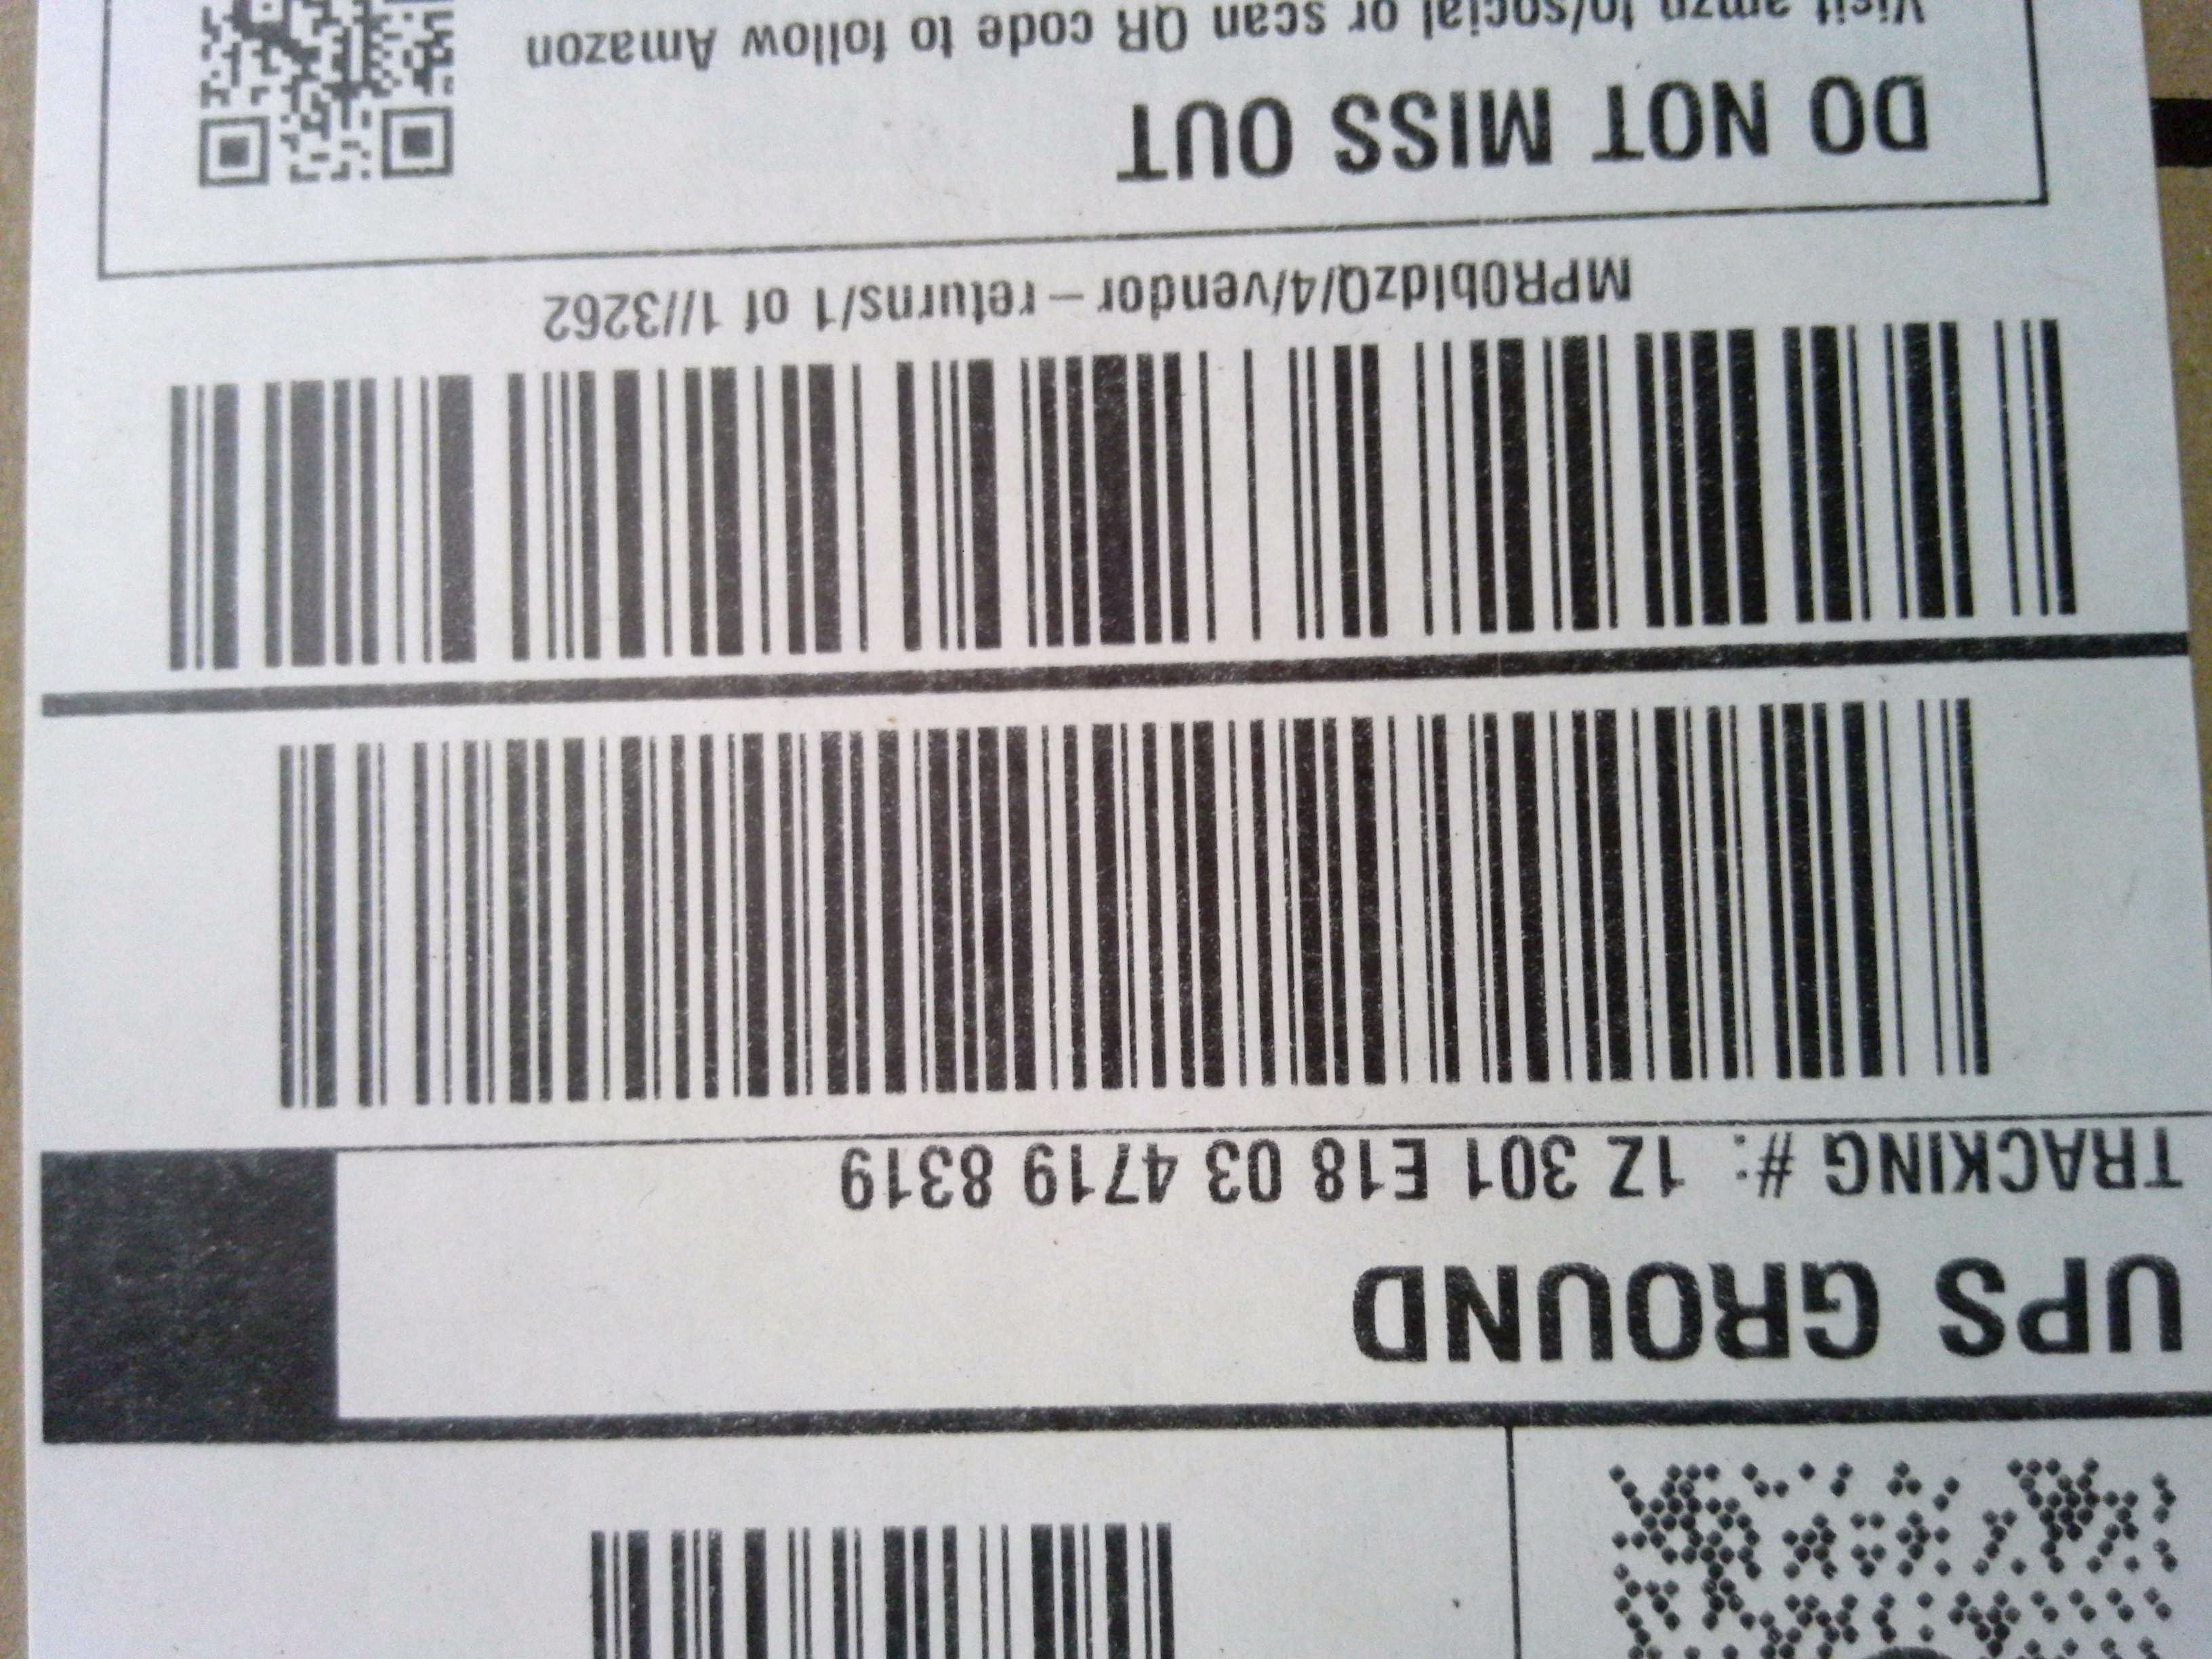 UPS GROUND
TRACKING #: 1Z 301 E18 03 4719 8319
MPR0bldzQ/4/vendor – returns/1 of 1//3262
DO NOT MISS OUT
Visit amzn.to/social or scan QR code to follow Amazon